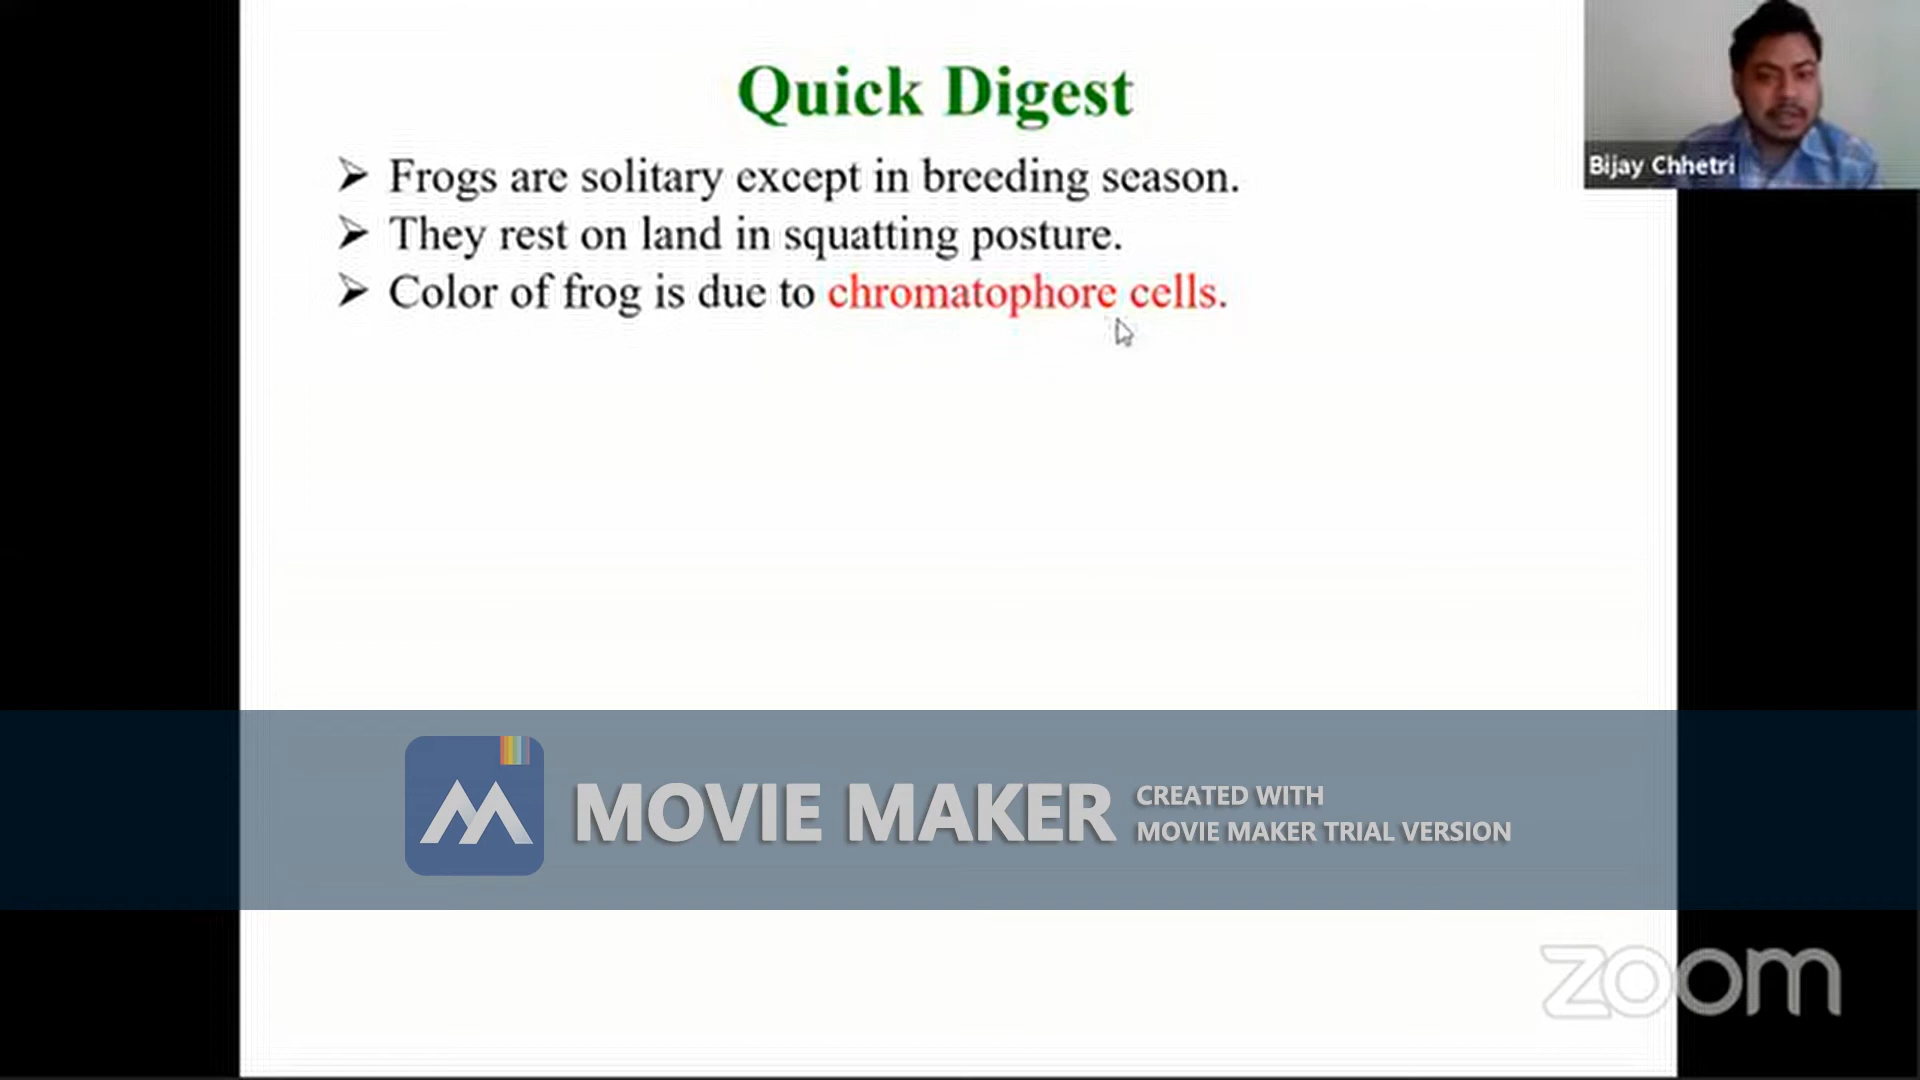 Quick Digest
Bijay Chhetri
➢ Frogs are solitary except in breeding season.
➢ They rest on land in squatting posture.
➢ Color of frog is due to chromatophore cells.
MOVIE MAKER
CREATED WITH
MOVIE MAKER TRIAL VERSION
zoom